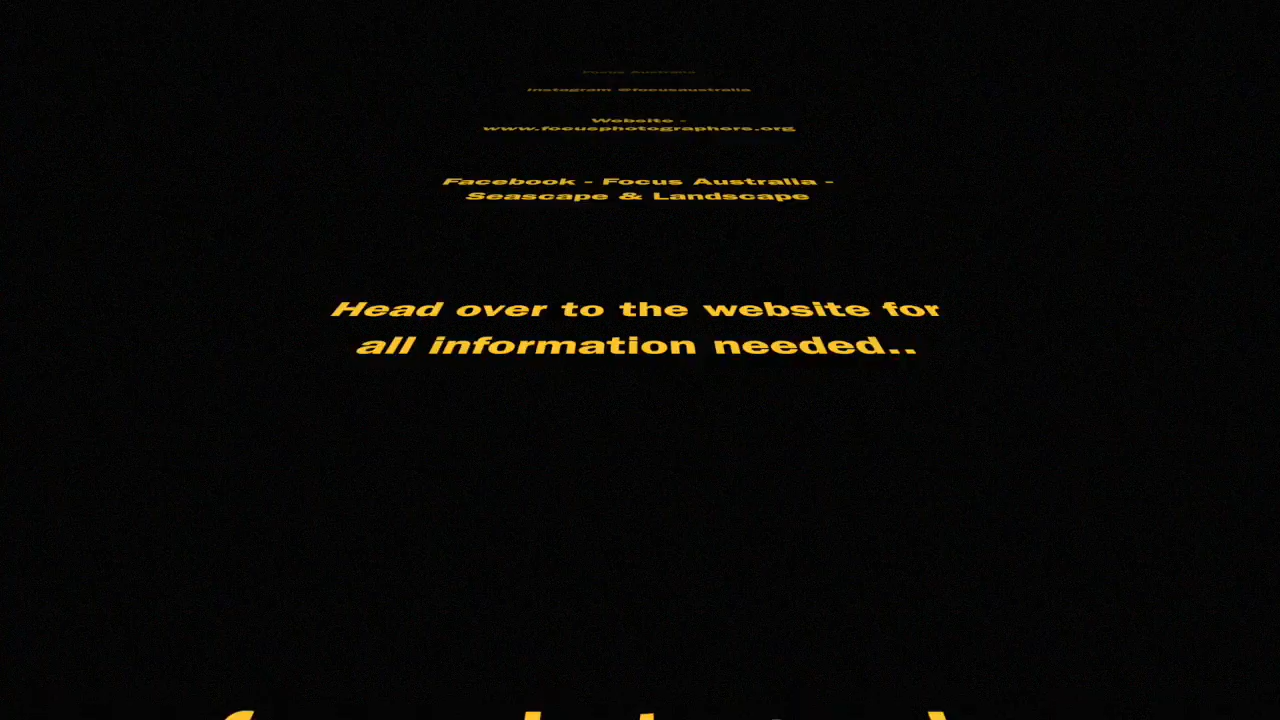 Focus Australia
Instagram @focusaustralia
Website -
www.focusphotographers.org
Facebook - Focus Australia -
Seascape & Landscape
Head over to the website for
all information needed..